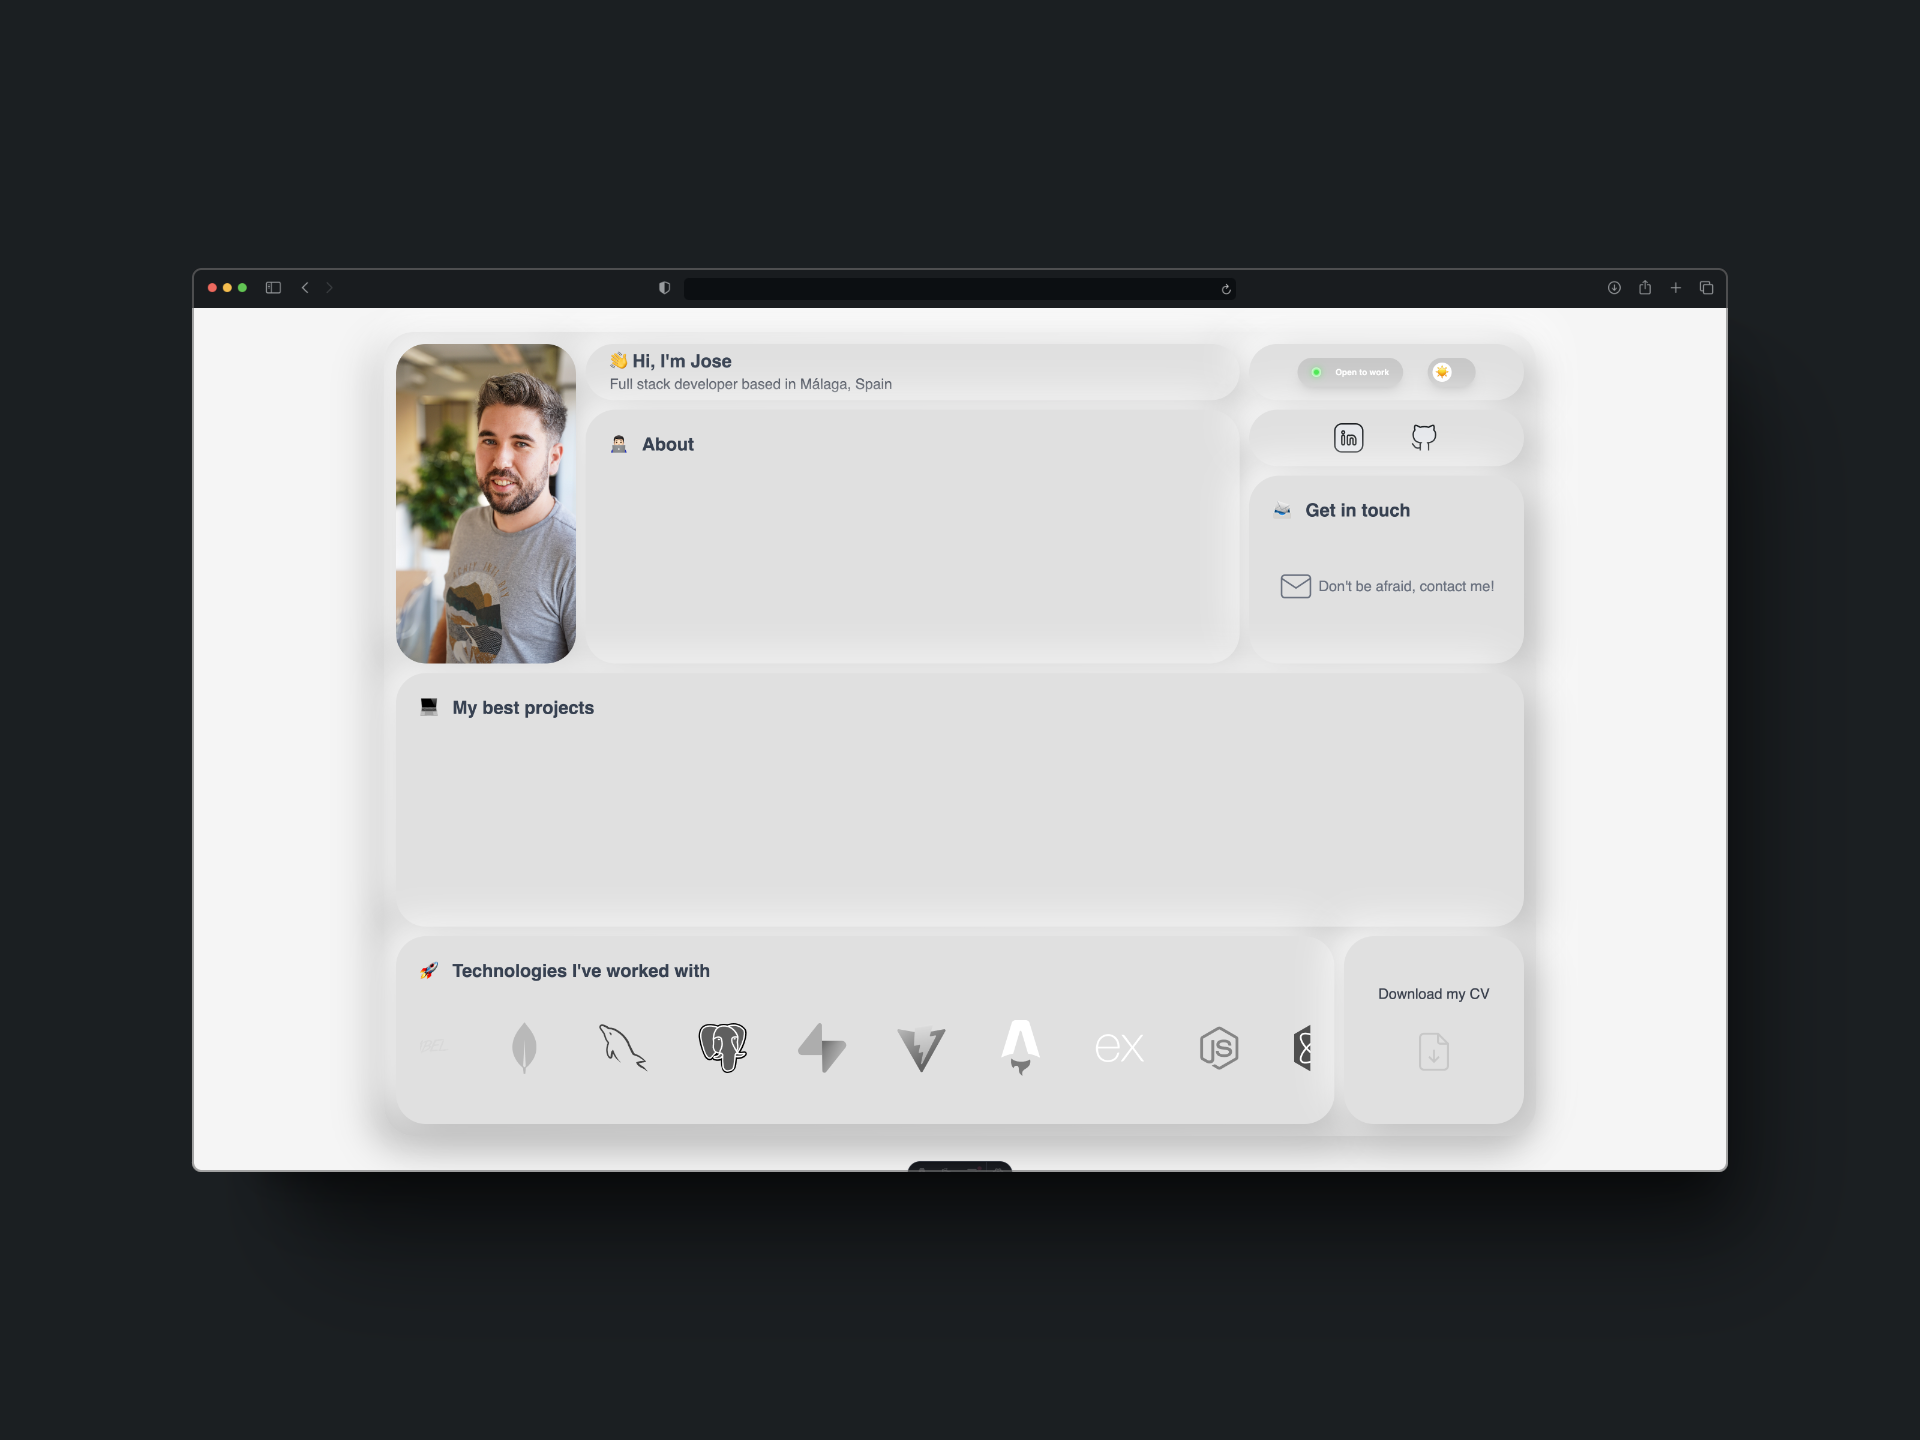 👋 Hi, I'm Jose
Full stack developer based in Málaga, Spain
Open to work
About
Get in touch
Don't be afraid, contact me!
My best projects
Technologies I've worked with
ex
JS
Download my CV